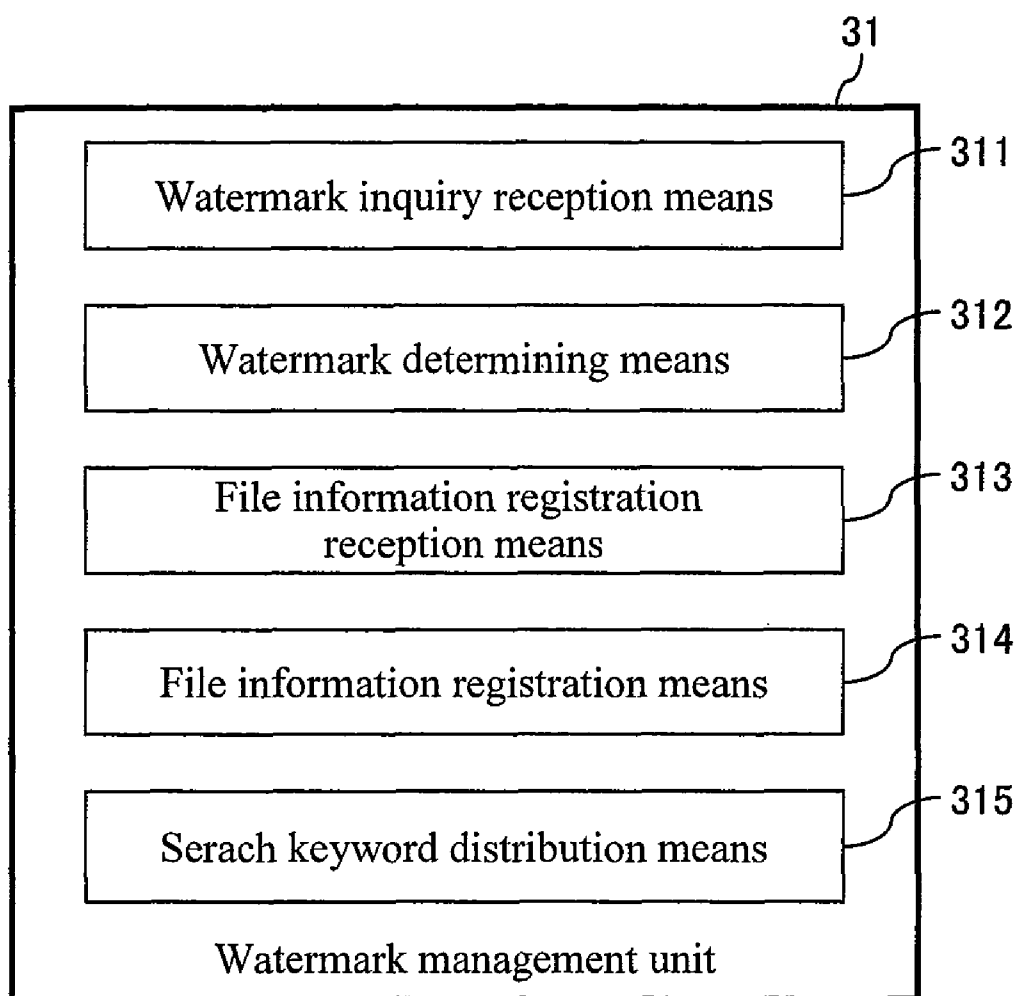 31
Watermark inquiry reception means
311
Watermark determining means
312
File information registration
reception means
313
File information registration means
314
Serach keyword distribution means
315
Watermark management unit